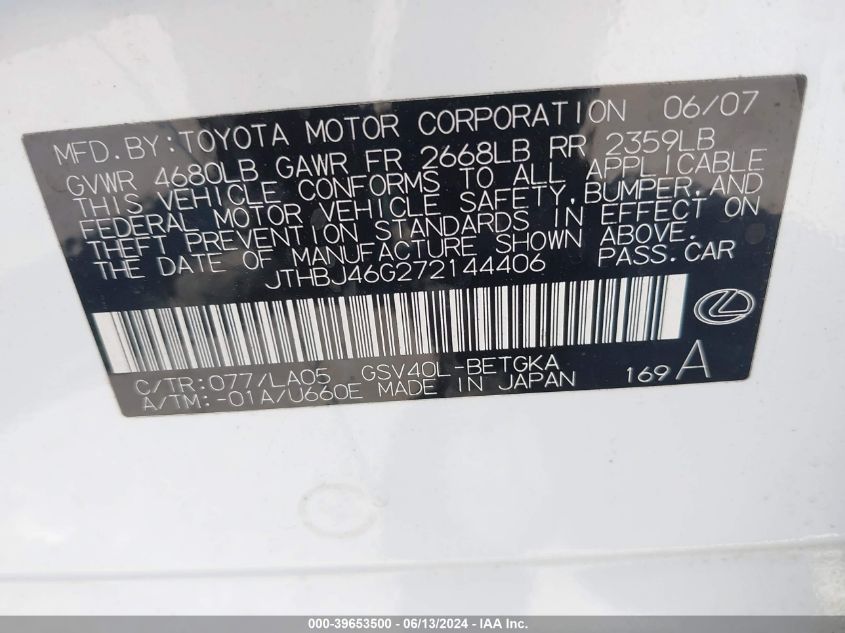 MFD. BY: TOYOTA MOTOR CORPORATION 06/07
GVWR 4680LB GAWR FR 2668LB RR 2359LB
THIS VEHICLE CONFORMS TO ALL APPLICABLE
FEDERAL MOTOR VEHICLE SAFETY, BUMPER, AND
THEFT PREVENTION STANDARDS IN EFFECT ON
THE DATE OF MANUFACTURE SHOWN ABOVE.
JTHBJ46G272144406 PASS. CAR
C/TR: 077/LA05 GSV40L-BETGKA
A/TM: -01A/U660E MADE IN JAPAN 169 A
000-39653500 / 06/13/2024 - IAA Inc.